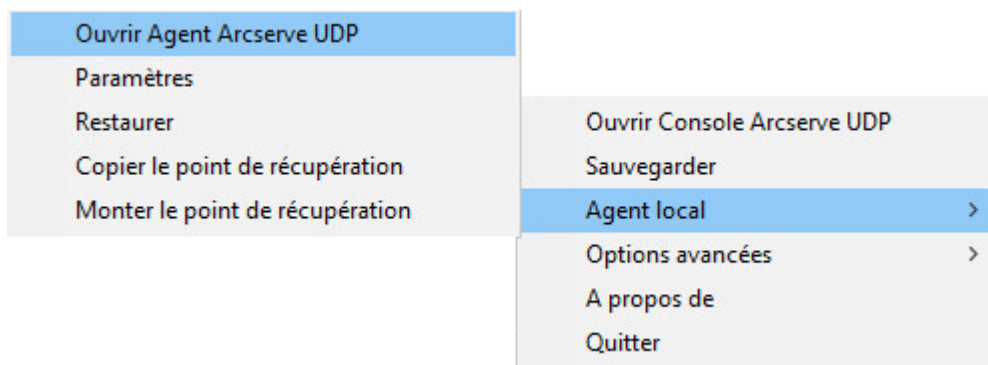 Ouvrir Agent Arcserve UDP
Paramètres
Restaurer
Copier le point de récupération
Monter le point de récupération
Ouvrir Console Arcserve UDP
Sauvegarder
Agent local
Options avancées
A propos de
Quitter